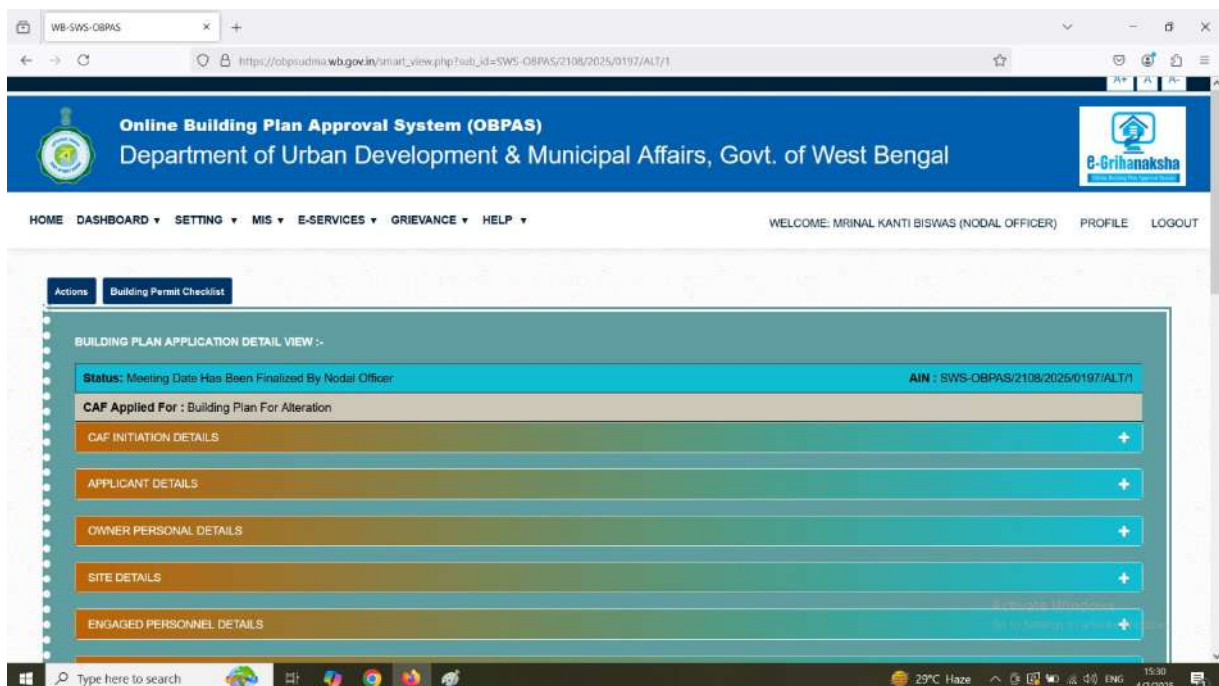 WB-SWS-OBPAS
https://obpsudma.wb.gov.in/smart_view.php?sub_id=SWS-OBPAS/2108/2025/0197/ALT/1
A+ A A-
Online Building Plan Approval System (OBPAS)
Department of Urban Development & Municipal Affairs, Govt. of West Bengal
e-Grihanaksha
HOME DASHBOARD SETTING MIS E-SERVICES GRIEVANCE HELP WELCOME: MRINAL KANTI BISWAS (NODAL OFFICER) PROFILE LOGOUT
Actions Building Permit Checklist
BUILDING PLAN APPLICATION DETAIL VIEW :-
Status: Meeting Date Has Been Finalized By Nodal Officer AIN : SWS-OBPAS/2108/2025/0197/ALT/1
CAF Applied For : Building Plan For Alteration
CAF INITIATION DETAILS
APPLICANT DETAILS
OWNER PERSONAL DETAILS
SITE DETAILS
Activate Windows
ENGAGED PERSONNEL DETAILS
Type here to search 29°C Haze ENG 15:30